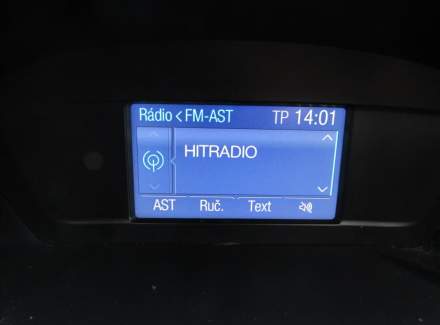 Rádio < FM-AST TP 14:01
HITRADIO
AST Ruč. Text